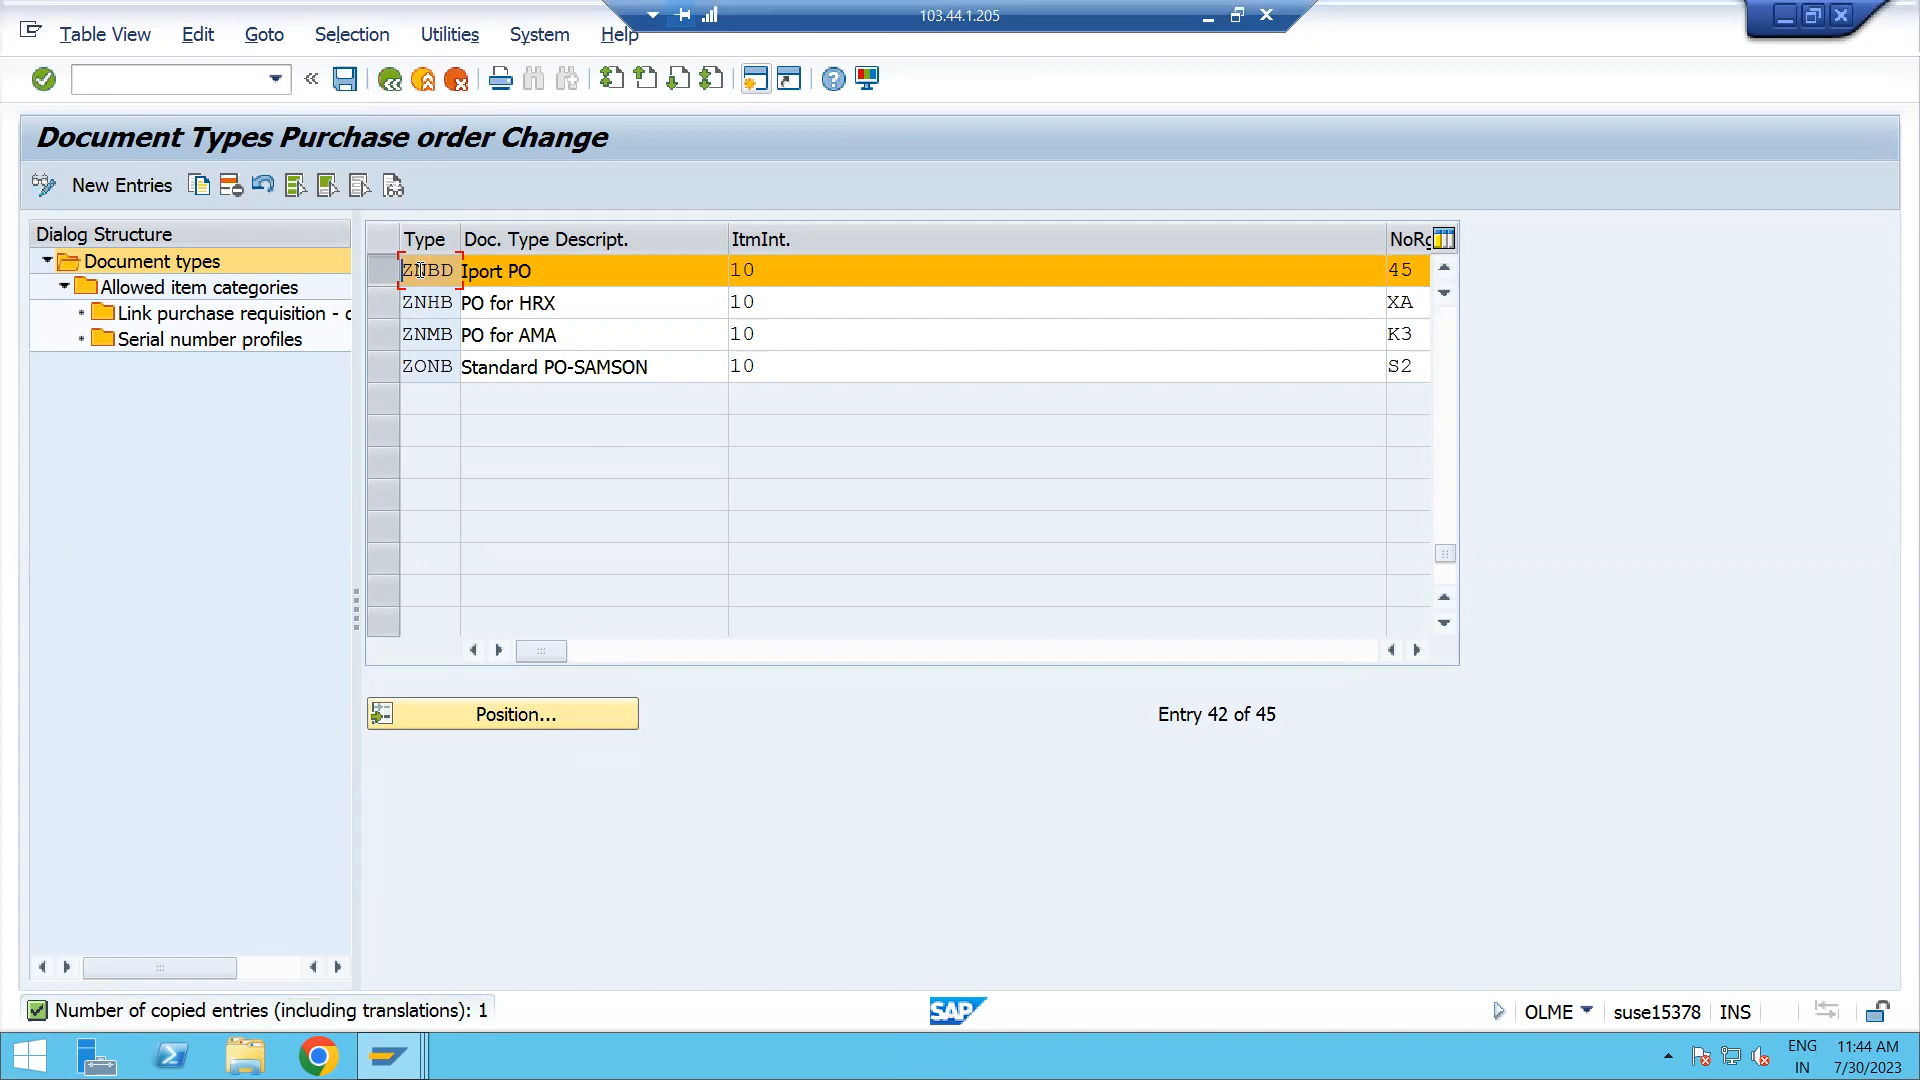 103.44.1.205
Table View Edit Goto Selection Utilities System Help
Document Types Purchase order Change
New Entries
Dialog Structure
Document types
Allowed item categories
Link purchase requisition - c
Serial number profiles
Type Doc. Type Descript. ItmInt. NoRg
ZNBD Iport PO 10 45
ZNHB PO for HRX 10 XA
ZNMB PO for AMA 10 K3
ZONB Standard PO-SAMSON 10 S2
Position... Entry 42 of 45
Number of copied entries (including translations): 1
SAP
OLME suse15378 INS
ENG 11:44 AM
IN 7/30/2023